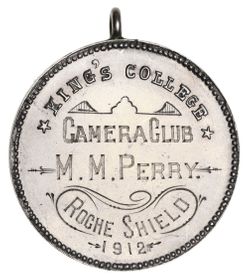 KING'S COLLEGE
CAMERA CLUB
M. M. PERRY.
ROCHE SHIELD
1912